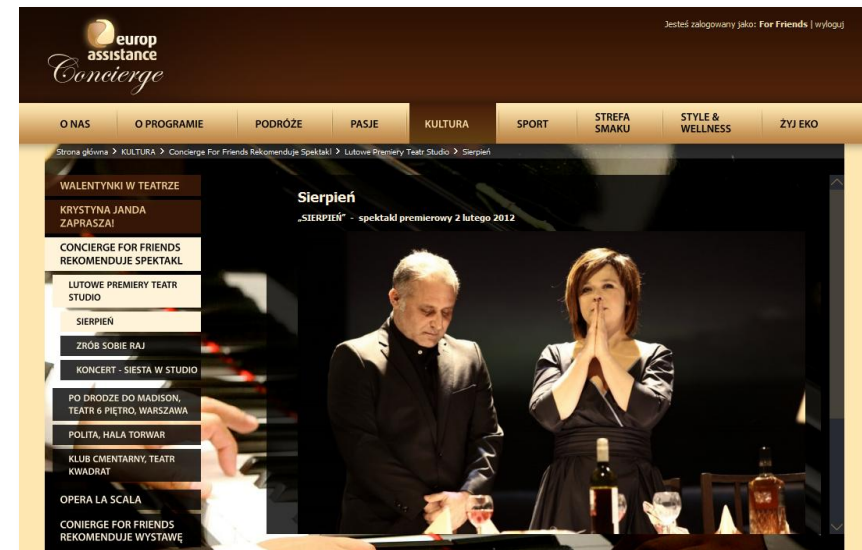 Jesteś zalogowany jako: For Friends | wyloguj
europ
assistance
Concierge
O NAS
O PROGRAMIE
PODRÓŻE
PASJE
KULTURA
SPORT
STREFA
SMAKU
STYLE &
WELLNESS
ŻYJ EKO
Strona główna > KULTURA > Concierge For Friends Rekomenduje Spektakl > Lutowe Premiery Teatr Studio > Sierpień
WALENTYNKI W TEATRZE
KRYSTYNA JANDA
ZAPRASZA!
CONCIERGE FOR FRIENDS
REKOMENDUJE SPEKTAKL
LUTOWE PREMIERY TEATR
STUDIO
SIERPIEŃ
ZRÓB SOBIE RAJ
KONCERT - SIESTA W STUDIO
PO DRODZE DO MADISON,
TEATR 6 PIĘTRO, WARSZAWA
POLITA, HALA TORWAR
KLUB CMENTARNY, TEATR
KWADRAT
OPERA LA SCALA
CONIERGE FOR FRIENDS
REKOMENDUJE WYSTAWĘ
Sierpień
„SIERPIEŃ" - spektakl premierowy 2 lutego 2012